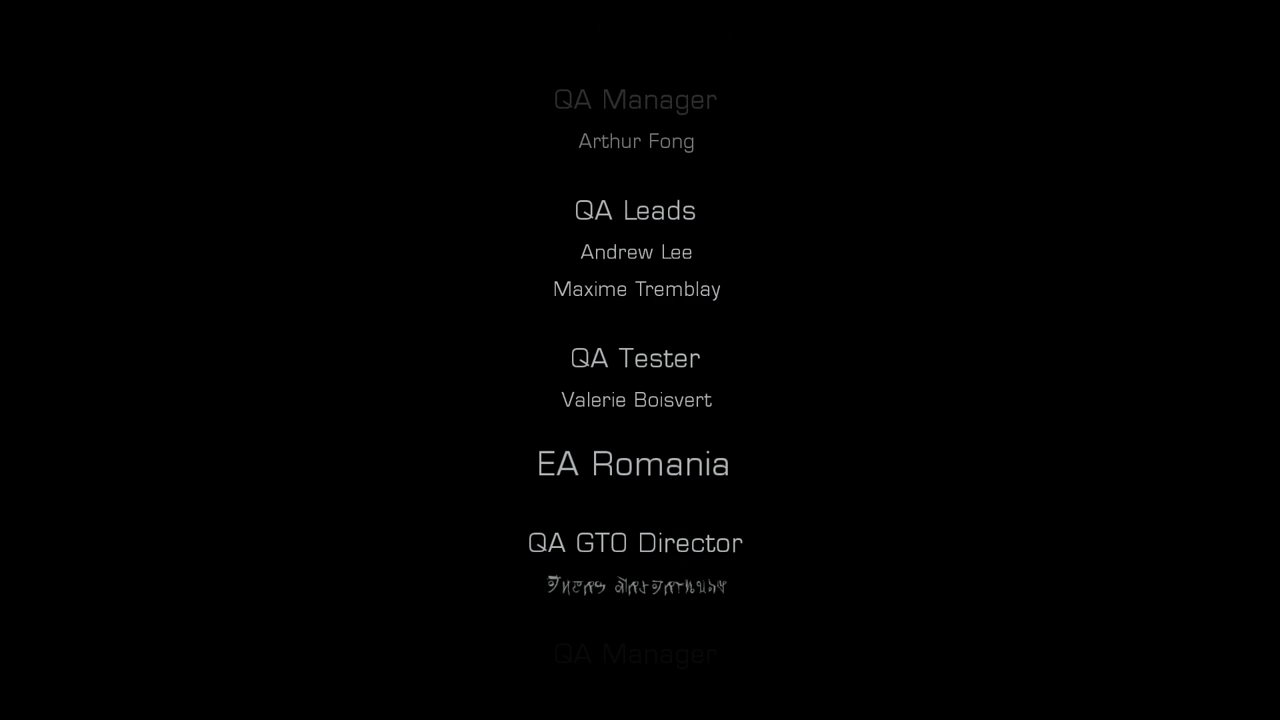 QA Manager
Arthur Fong
QA Leads
Andrew Lee
Maxime Tremblay
QA Tester
Valerie Boisvert
EA Romania
QA GTO Director
QA Manager